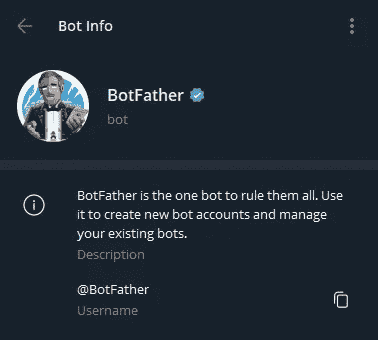 Bot Info
BotFather
bot
BotFather is the one bot to rule them all. Use
it to create new bot accounts and manage
your existing bots.
Description
@BotFather
Username